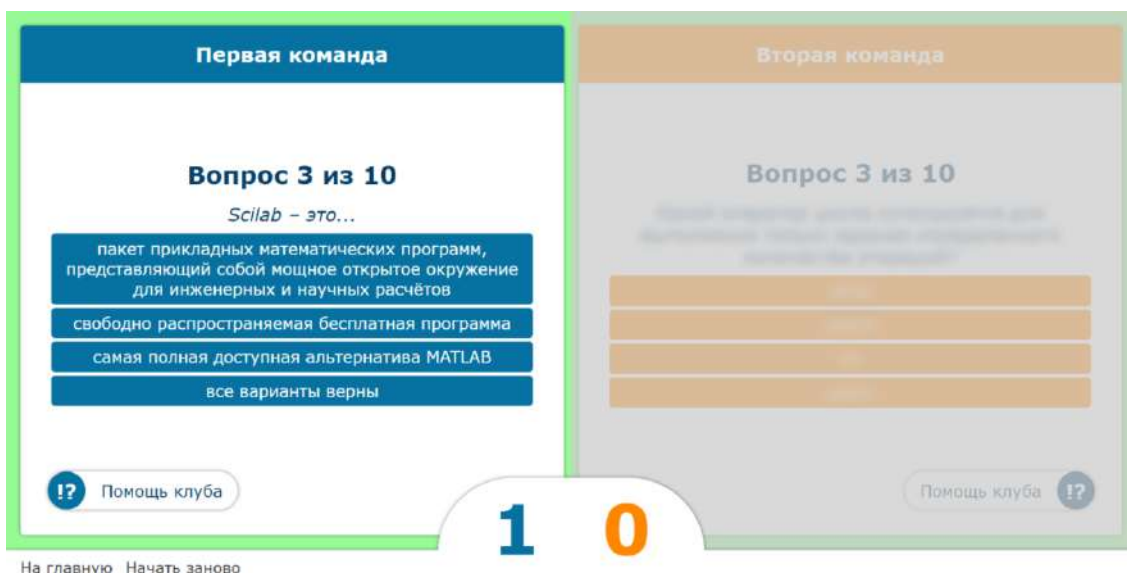 Первая команда
Вопрос 3 из 10
Scilab – это...
пакет прикладных математических программ,
представляющий собой мощное открытое окружение
для инженерных и научных расчётов
свободно распространяемая бесплатная программа
самая полная доступная альтернатива MATLAB
все варианты верны
!? Помощь клуба
Вторая команда
Вопрос 3 из 10
Помощь клуба !?
1 0
На главную Начать заново